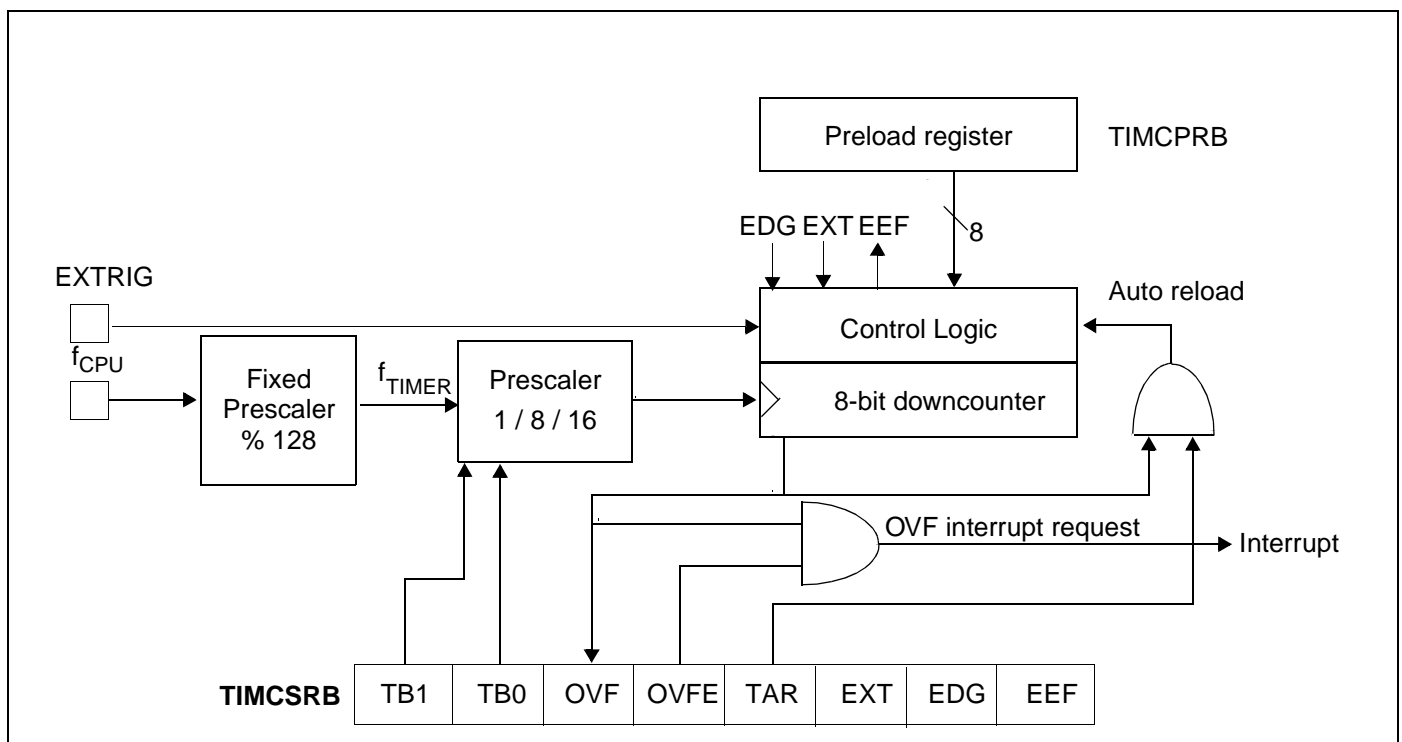 Preload register
TIMCPRB
EDG EXT EEF
8
EXTRIG
Auto reload
Control Logic
fCPU
Fixed
Prescaler
% 128
fTIMER
Prescaler
1 / 8 / 16
8-bit downcounter
OVF interrupt request
Interrupt
TIMCSRB
TB1
TB0
OVF
OVFE
TAR
EXT
EDG
EEF